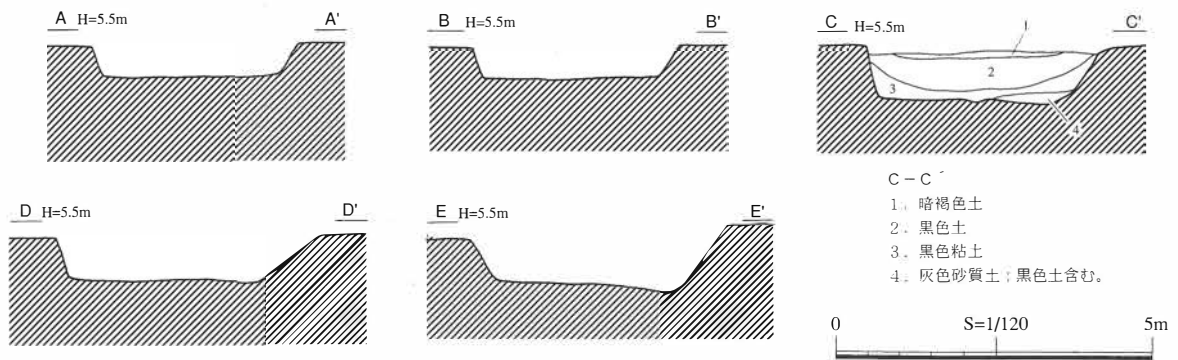 A H=5.5m A'
B H=5.5m B'
C H=5.5m C'
1
2
3
4
D H=5.5m D'
E H=5.5m E'
C-C´
1. 暗褐色土
2. 黒色土
3. 黒色粘土
4. 灰色砂質土；黒色土含む。
0 S=1/120 5m